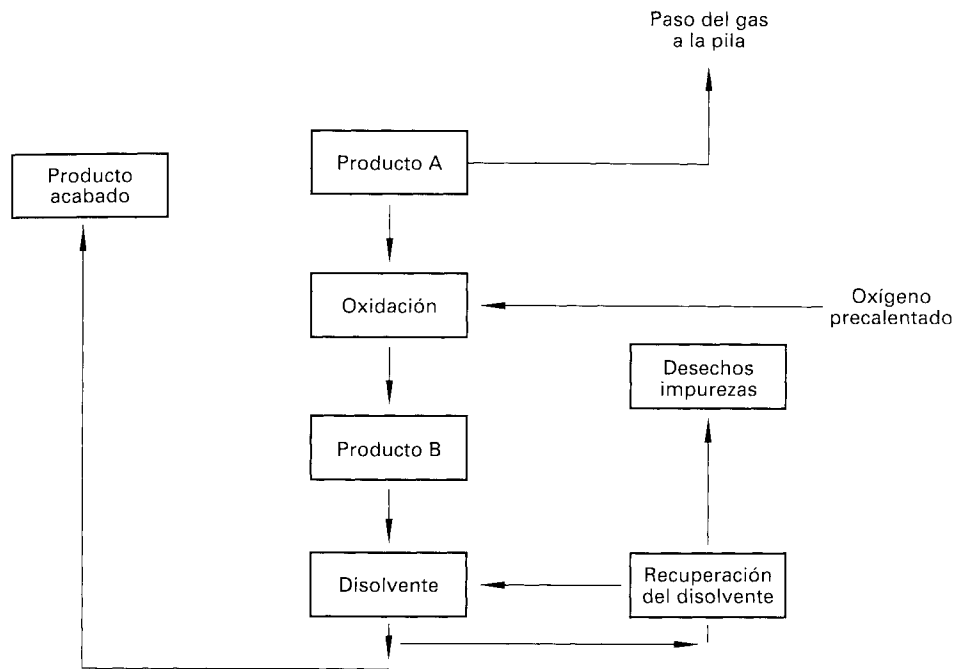 Paso del gas
a la pila
Producto
acabado
Producto A
Oxidación
Oxígeno
precalentado
Desechos
impurezas
Producto B
Disolvente
Recuperación
del disolvente